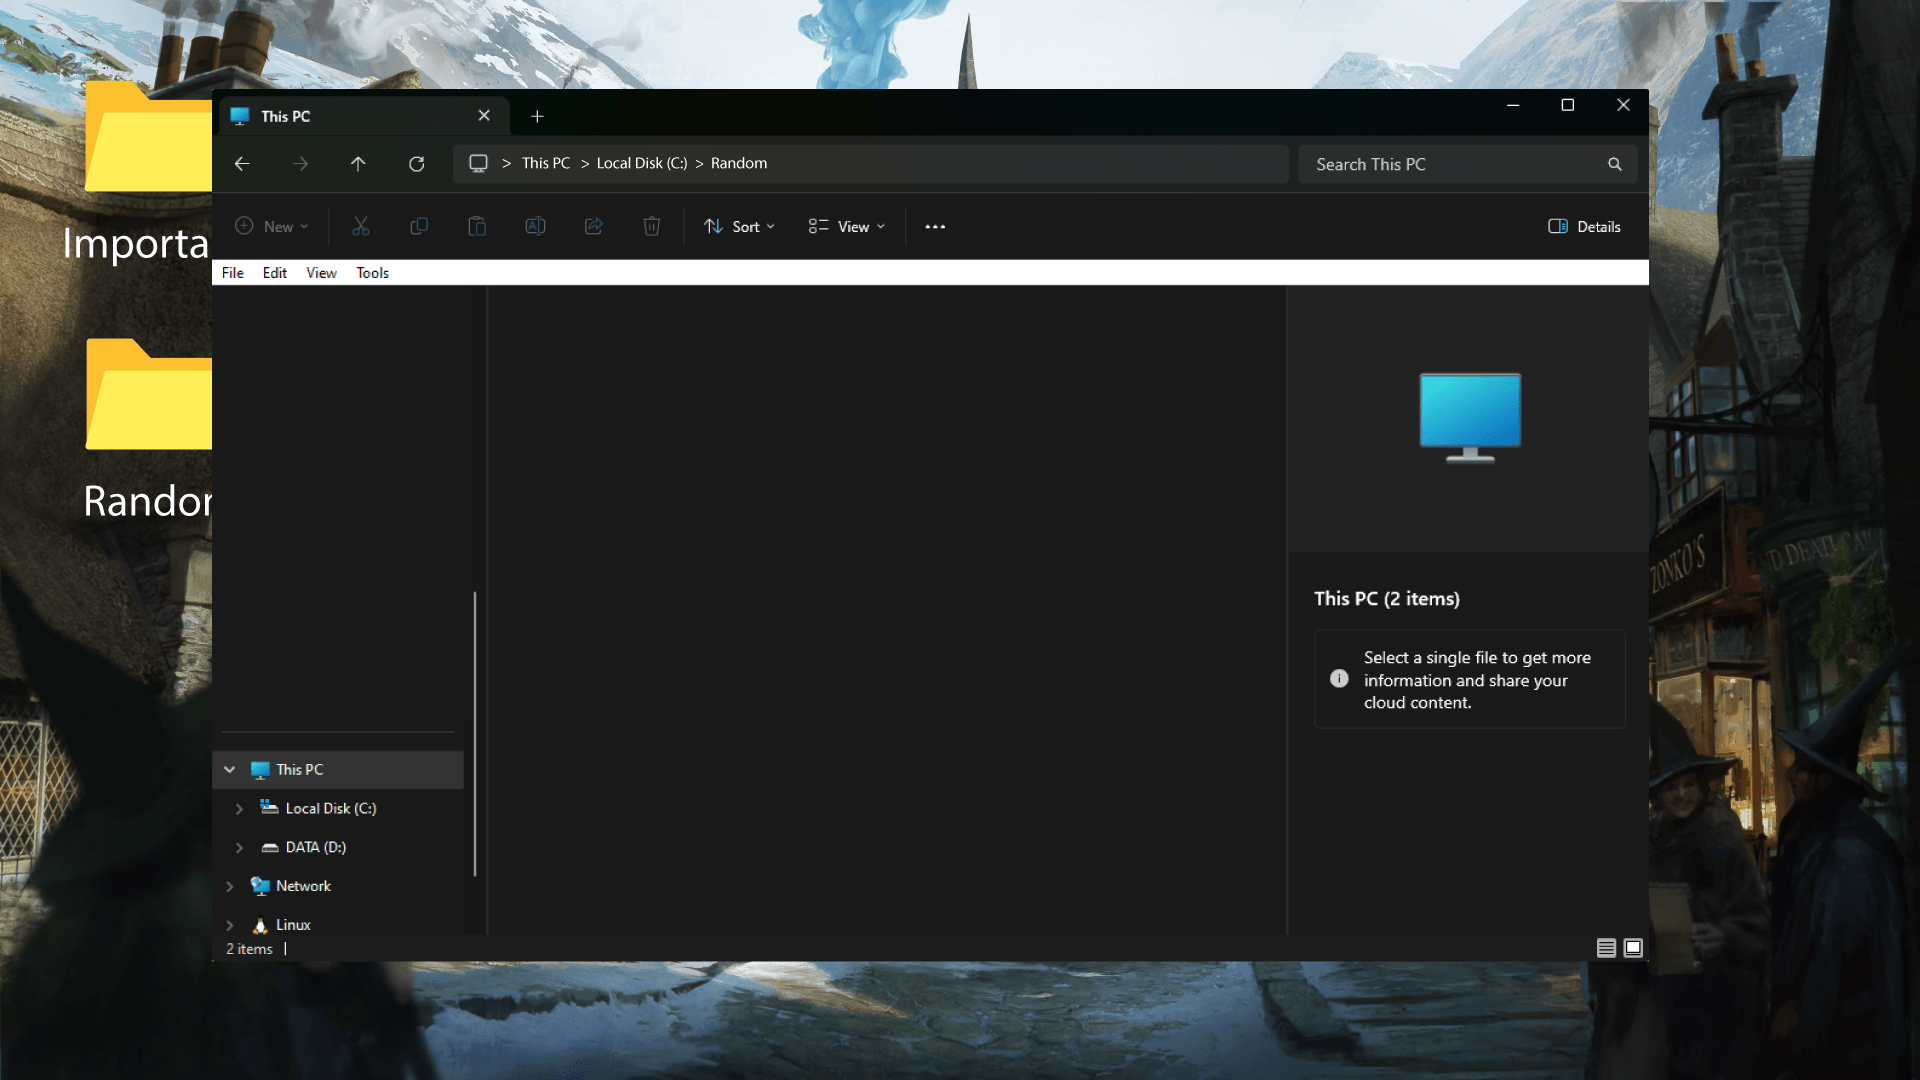 This PC
> This PC > Local Disk (C:) > Random
Search This PC
New
Sort
View
Details
File Edit View Tools
Importa
Random
This PC (2 items)
Select a single file to get more
information and share your
cloud content.
This PC
Local Disk (C:)
DATA (D:)
Network
Linux
2 items
ZONKO'S